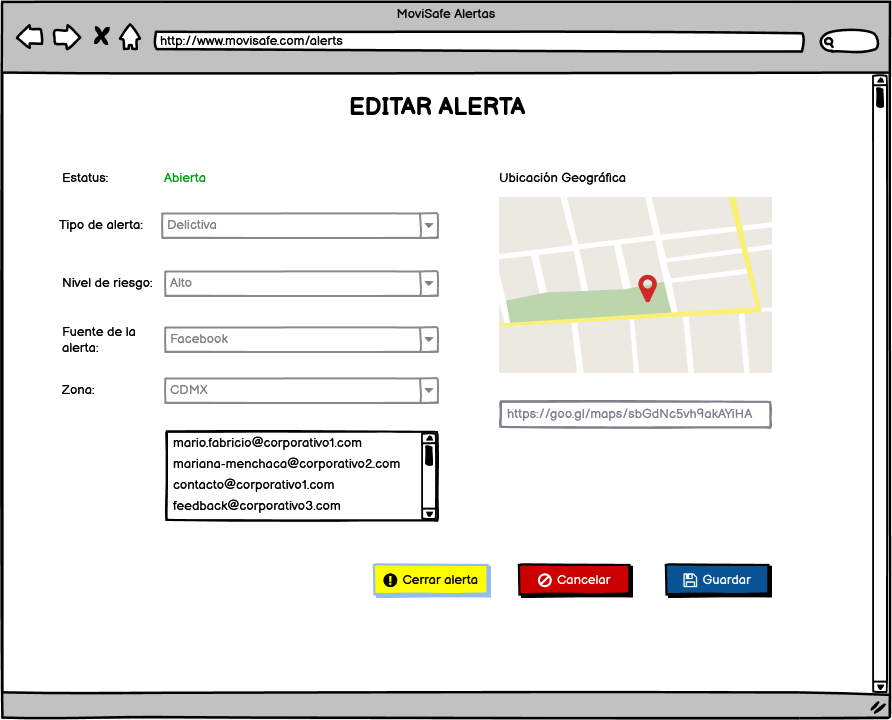 MoviSafe Alertas
http://www.movisafe.com/alerts
EDITAR ALERTA
Estatus:
Abierta
Tipo de alerta:
Delictiva
Nivel de riesgo:
Alto
Fuente de la
alerta:
Facebook
Zona:
CDMX
mario.fabricio@corporativo1.com
mariana-menchaca@corporativo2.com
contacto@corporativo1.com
feedback@corporativo3.com
Ubicación Geográfica
https://goo.gl/maps/sbGdNc5vh9akAYiHA
Cerrar alerta
Cancelar
Guardar